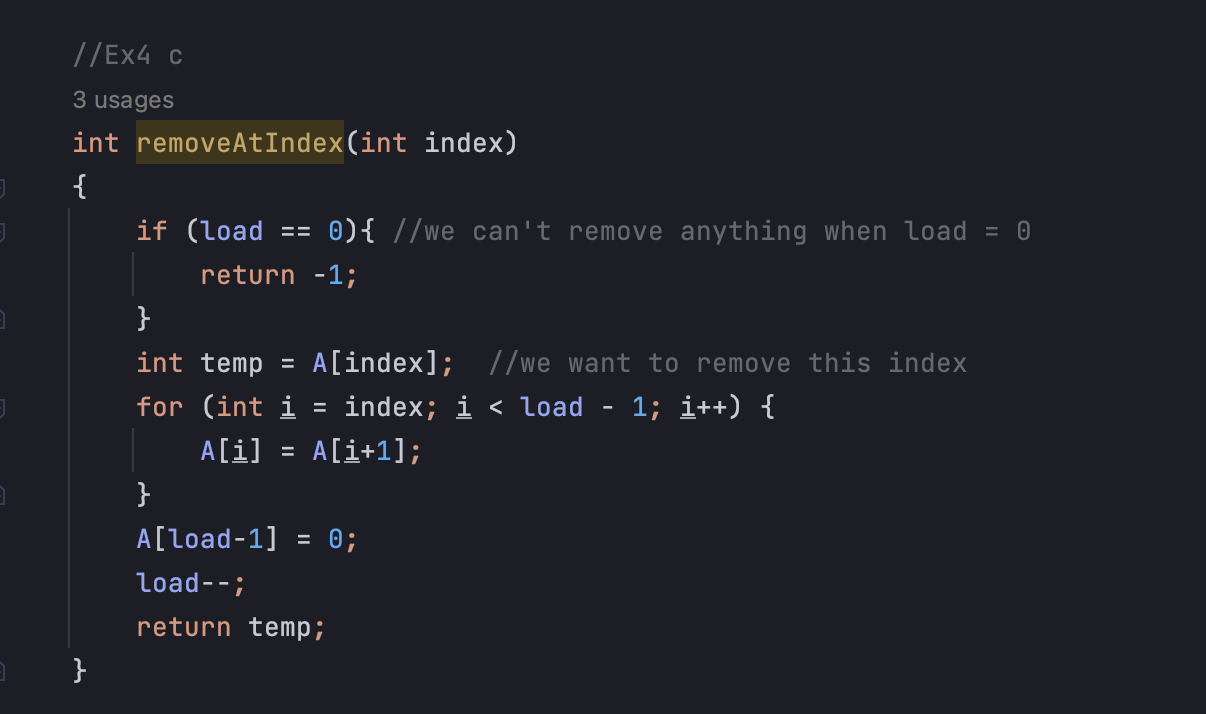 //Ex4 c
3 usages
int removeAtIndex(int index)
{
    if (load == 0){ //we can't remove anything when load = 0
        return -1;
    }
    int temp = A[index];  //we want to remove this index
    for (int i = index; i < load - 1; i++) {
        A[i] = A[i+1];
    }
    A[load-1] = 0;
    load--;
    return temp;
}